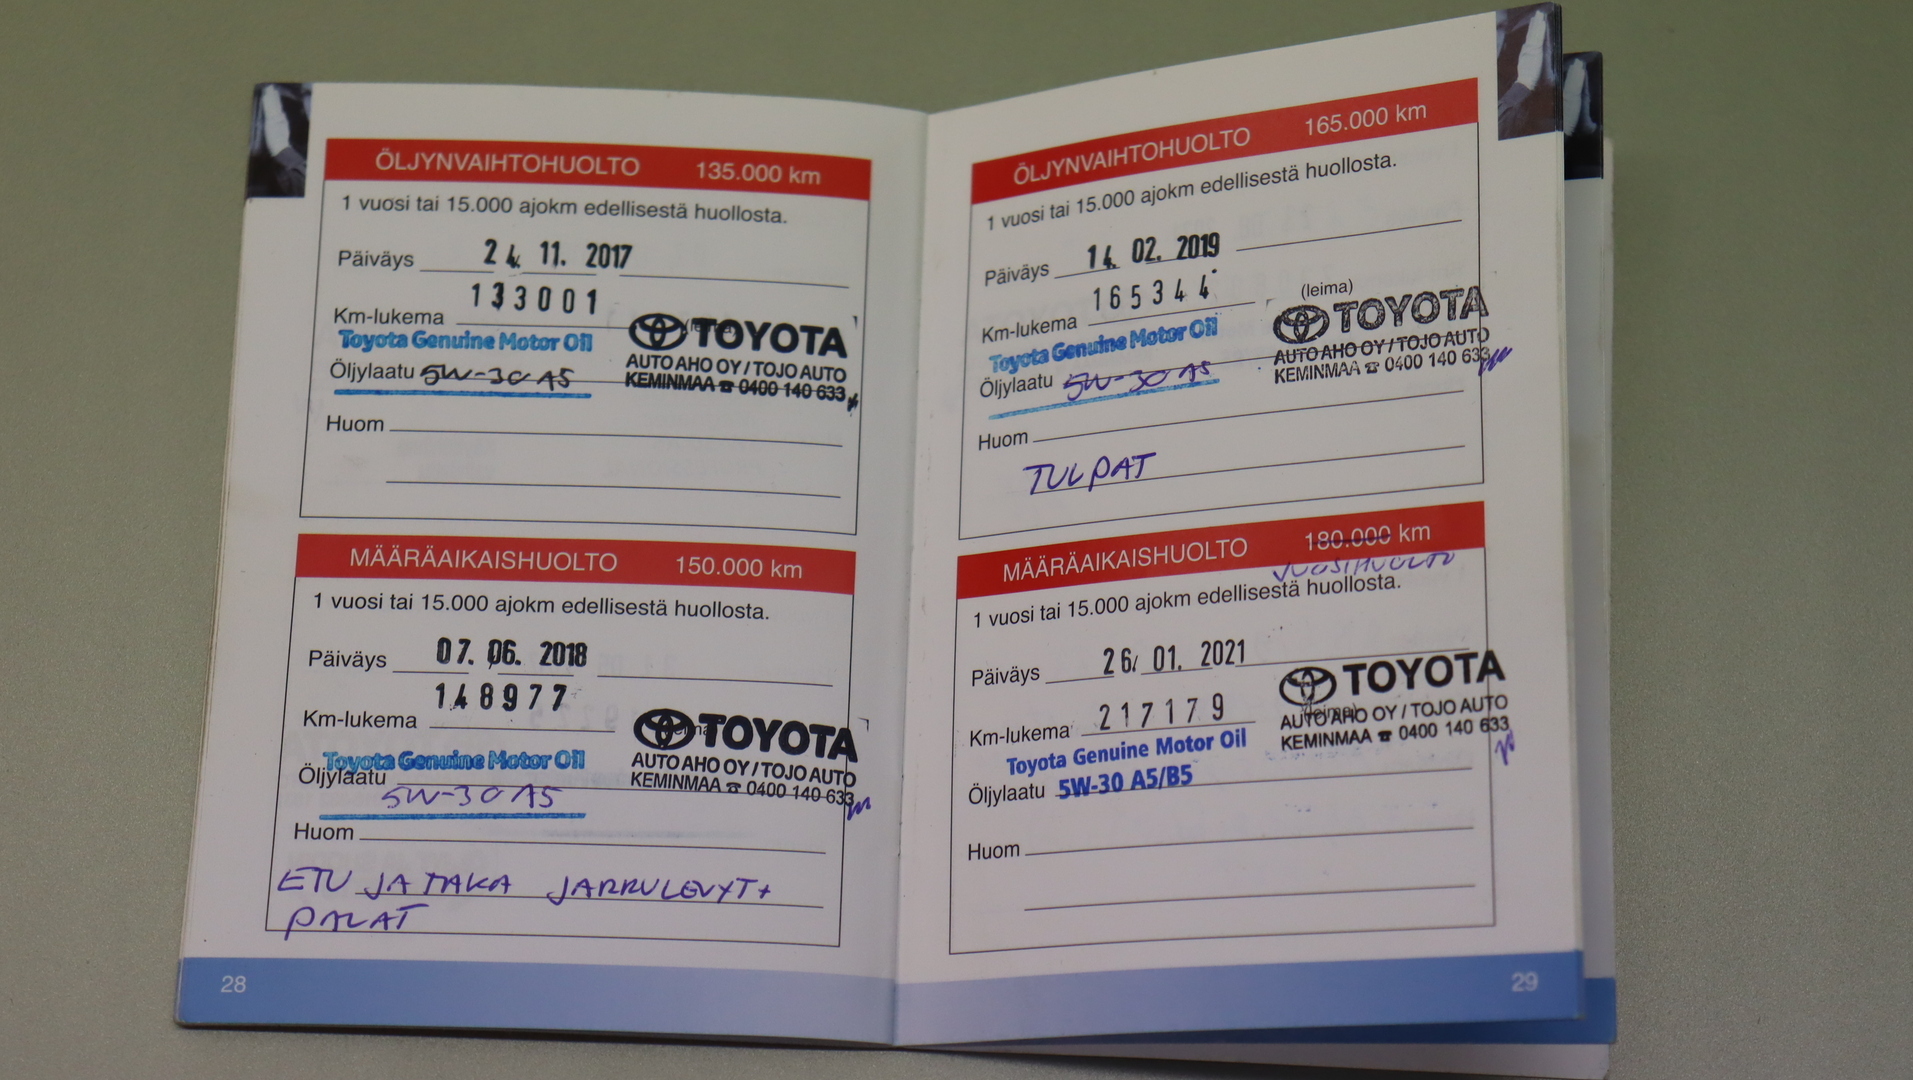 ÖLJYNVAIHTOHUOLTO 135.000 km
1 vuosi tai 15.000 ajokm edellisestä huollosta.
Päiväys 24. 11. 2017
133001
Km-lukema
(leima)
TOYOTA
Toyota Genuine Motor Oil
AUTO AHO OY / TOJO AUTO
Öljylaatu 5W-30 A5
KEMINMAA ☎ 0400 140 633
Huom
MÄÄRÄAIKAISHUOLTO 150.000 km
1 vuosi tai 15.000 ajokm edellisestä huollosta.
Päiväys 07. 06. 2018
148977
Km-lukema
TOYOTA
Toyota Genuine Motor Oil
AUTO AHO OY / TOJO AUTO
Öljylaatu
KEMINMAA ☎ 0400 140 633
5W-30 A5
Huom
ETU JA TAKA JARRULEVYT +
PALAT
28
ÖLJYNVAIHTOHUOLTO 165.000 km
1 vuosi tai 15.000 ajokm edellisestä huollosta.
Päiväys 14. 02. 2019
165344
(leima)
Km-lukema
TOYOTA
Toyota Genuine Motor Oil
AUTO AHO OY / TOJO AUTO
Öljylaatu 5W-30 A5
KEMINMAA ☎ 0400 140 633
Huom
TULPAT
MÄÄRÄAIKAISHUOLTO 180.000 km
VUOSIHUOLTO
1 vuosi tai 15.000 ajokm edellisestä huollosta.
Päiväys 26. 01. 2021
TOYOTA
Km-lukema 217179
(leima)
AUTO AHO OY / TOJO AUTO
KEMINMAA ☎ 0400 140 633
Toyota Genuine Motor Oil
Öljylaatu 5W-30 A5/B5
Huom
29